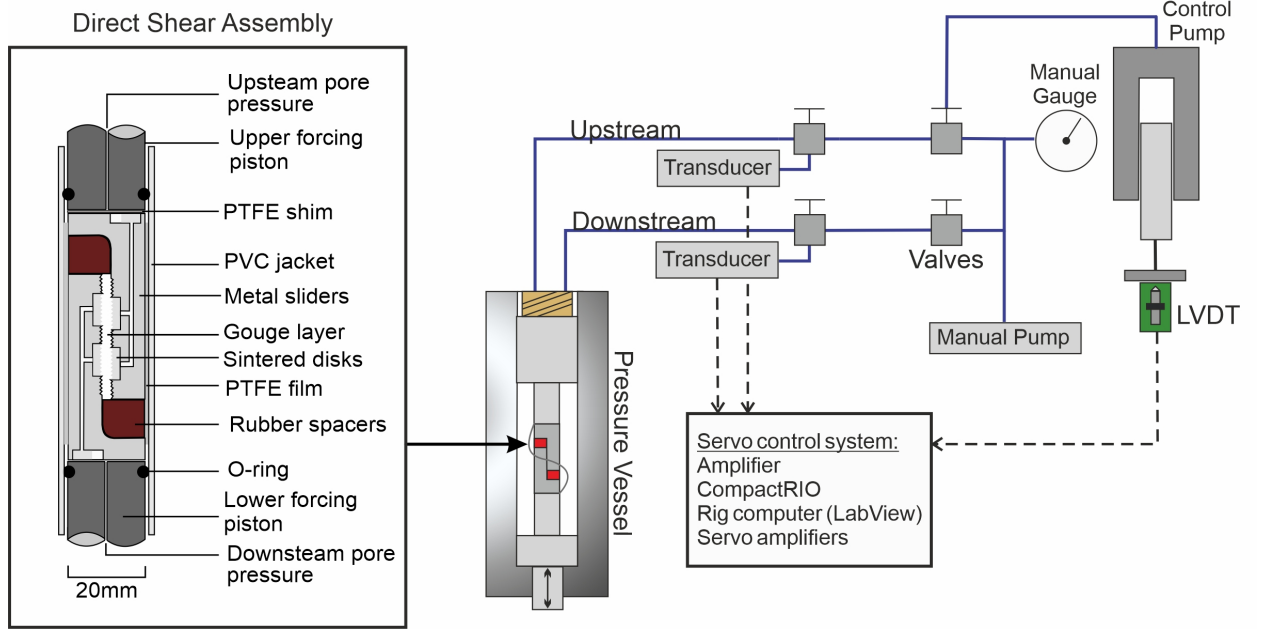 Direct Shear Assembly
Upsteam pore
pressure
Upper forcing
piston
PTFE shim
PVC jacket
Metal sliders
Gouge layer
Sintered disks
PTFE film
Rubber spacers
O-ring
Lower forcing
piston
Downsteam pore
pressure
20mm
Pressure Vessel
Upstream
Transducer
Downstream
Transducer
Valves
Manual
Gauge
Control
Pump
Manual Pump
LVDT
Servo control system:
Amplifier
CompactRIO
Rig computer (LabView)
Servo amplifiers